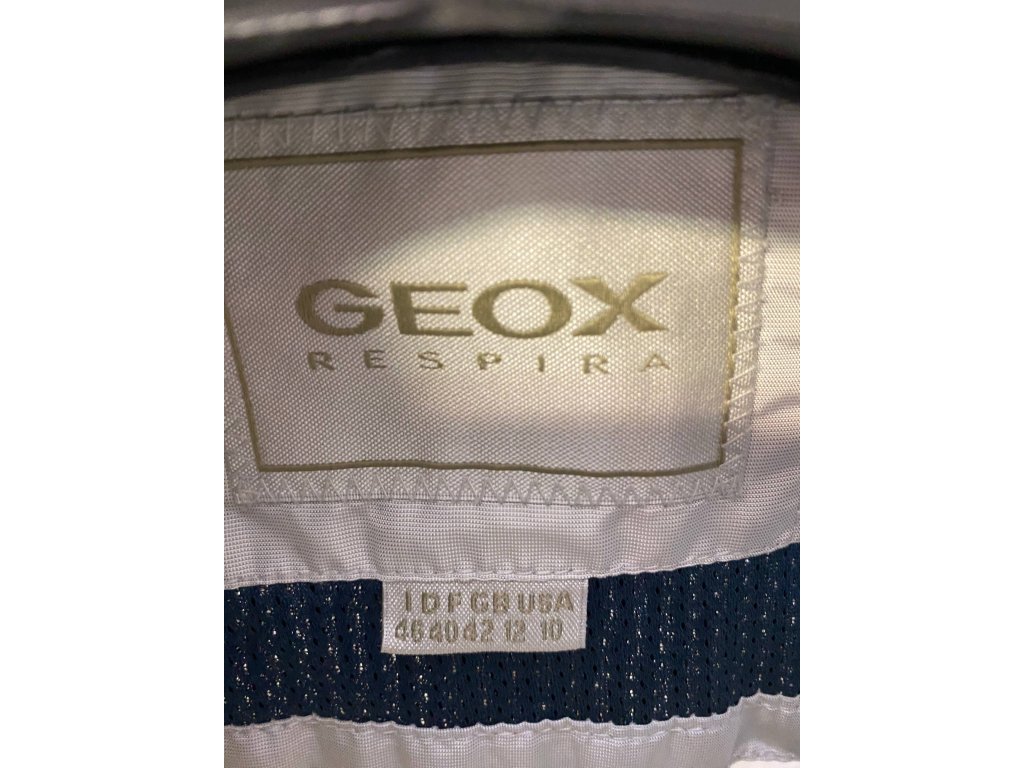 GEOX
RESPIRA
I D F GB USA
46 40 42 12 10